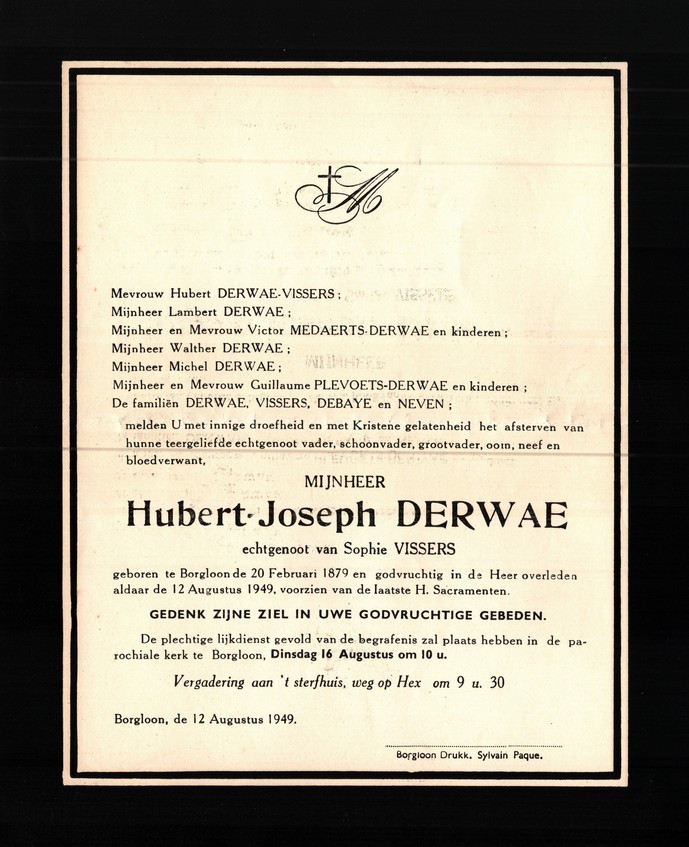 M
Mevrouw Hubert DERWAE-VISSERS ;
Mijnheer Lambert DERWAE ;
Mijnheer en Mevrouw Victor MEDAERTS-DERWAE en kinderen ;
Mijnheer Walther DERWAE ;
Mijnheer Michel DERWAE ;
Mijnheer en Mevrouw Guillaume PLEVOETS-DERWAE en kinderen ;
De familiën DERWAE, VISSERS, DEBAYE en NEVEN ;
melden U met innige droefheid en met Kristene gelatenheid het afsterven van
hunne teergeliefde echtgenoot vader, schoonvader, grootvader, oom, neef en
bloedverwant,
MIJNHEER
Hubert-Joseph DERWAE
echtgenoot van Sophie VISSERS
geboren te Borgloon de 20 Februari 1879 en godvruchtig in de Heer overleden
aldaar de 12 Augustus 1949, voorzien van de laatste H. Sacramenten.
GEDENK ZIJNE ZIEL IN UWE GODVRUCHTIGE GEBEDEN.
De plechtige lijkdienst gevold van de begrafenis zal plaats hebben in de pa-
rochiale kerk te Borgloon, Dinsdag 16 Augustus om 10 u.
Vergadering aan 't sterfhuis, weg op Hex om 9 u. 30
Borgloon, de 12 Augustus 1949.
Borgloon Drukk. Sylvain Paque.